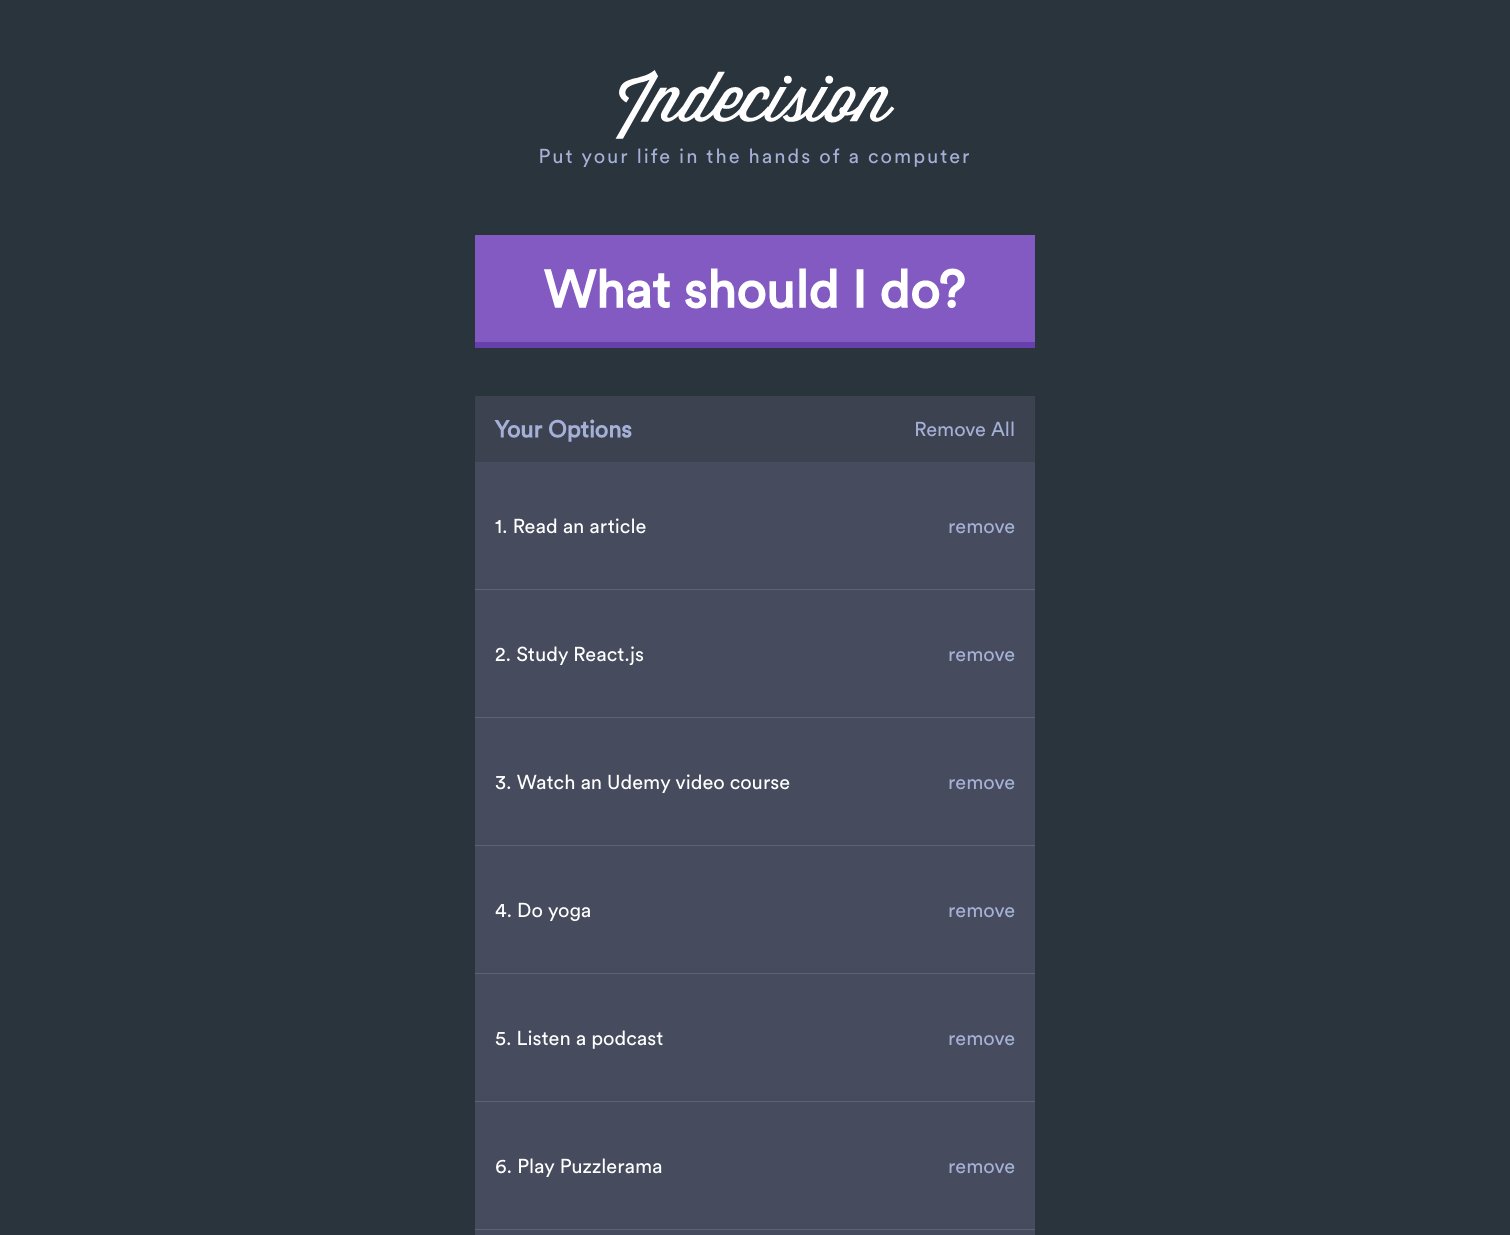 Indecision
Put your life in the hands of a computer
What should I do?
Your Options Remove All
1. Read an article remove
2. Study React.js remove
3. Watch an Udemy video course remove
4. Do yoga remove
5. Listen a podcast remove
6. Play Puzzlerama remove